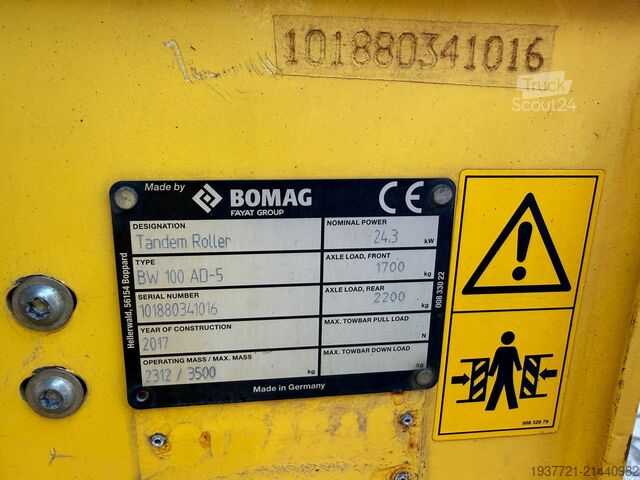 101880341016
Truck
Scout24
Made by BOMAG CE
FAYAT GROUP
DESIGNATION NOMINAL POWER
Tandem Roller 24.3 kW
TYPE AXLE LOAD, FRONT
BW 100 AD-5 1700 kg
SERIAL NUMBER AXLE LOAD, REAR
101880341016 2200 kg
YEAR OF CONSTRUCTION MAX. TOWBAR PULL LOAD
2017 N
OPERATING MASS / MAX. MASS MAX. TOWBAR DOWN LOAD
2312 / 3500 kg kg
Made in Germany
Hellerwald, 56154 Boppard
008 330 22
008 320 78
1937721-21440982